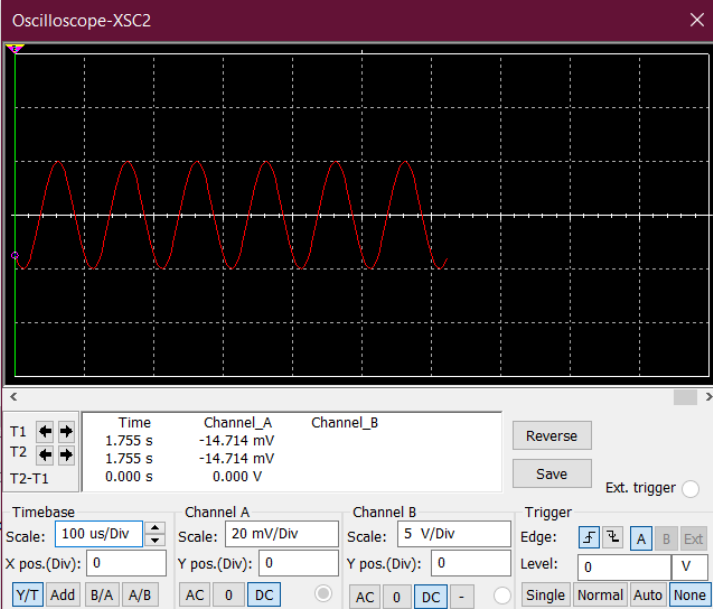 Oscilloscope-XSC2
T1
T2
T2-T1
Time Channel_A Channel_B
1.755 s -14.714 mV
1.755 s -14.714 mV
0.000 s 0.000 V
Reverse
Save
Ext. trigger
Timebase
Scale: 100 us/Div
X pos.(Div): 0
Y/T Add B/A A/B
Channel A
Scale: 20 mV/Div
Y pos.(Div): 0
AC 0 DC
Channel B
Scale: 5 V/Div
Y pos.(Div): 0
AC 0 DC -
Trigger
Edge: A B Ext
Level: 0 V
Single Normal Auto None